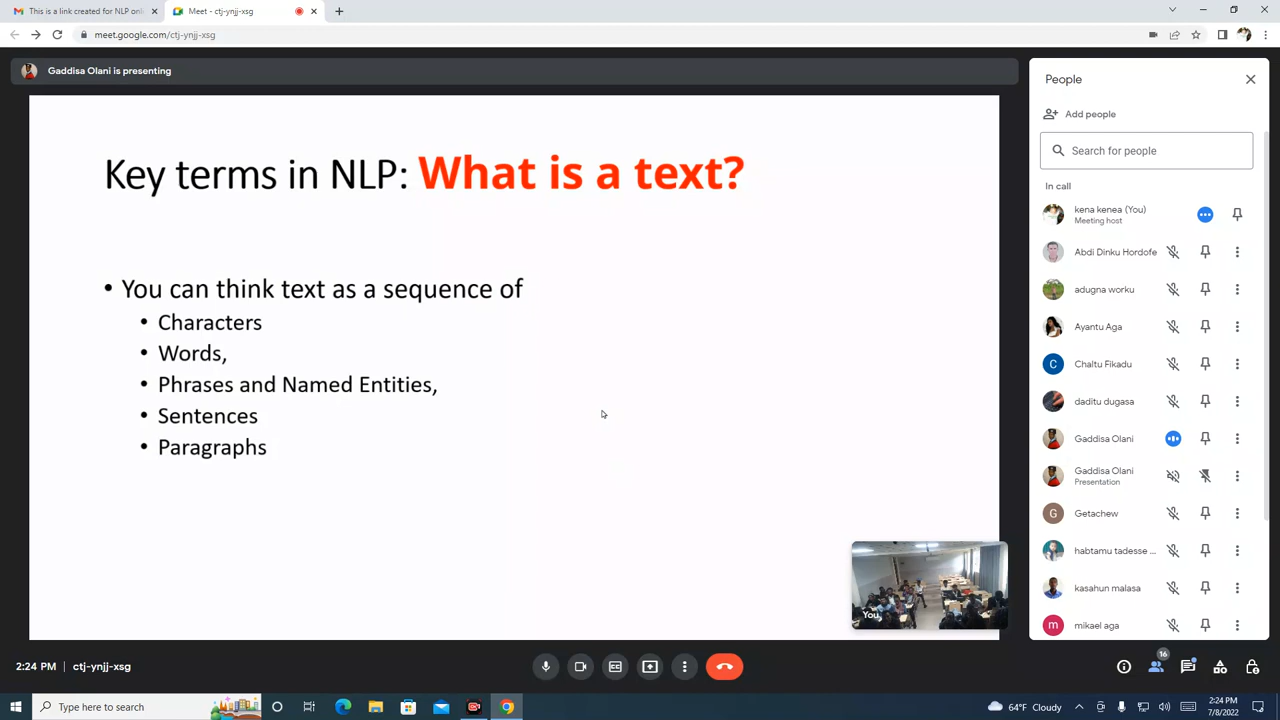 This is a link created for NLP onli
Meet - ctj-ynjj-xsg
meet.google.com/ctj-ynjj-xsg
Gaddisa Olani is presenting
Key terms in NLP: What is a text?
• You can think text as a sequence of
• Characters
• Words,
• Phrases and Named Entities,
• Sentences
• Paragraphs
You
People
Add people
Search for people
In call
kena kenea (You)
Meeting host
Abdi Dinku Hordofe
adugna worku
Ayantu Aga
C Chaltu Fikadu
daditu dugasa
Gaddisa Olani
Gaddisa Olani
Presentation
G Getachew
habtamu tadesse ...
kasahun malasa
m mikael aga
2:24 PM | ctj-ynjj-xsg
16
Type here to search
64°F Cloudy
2:24 PM
7/8/2022